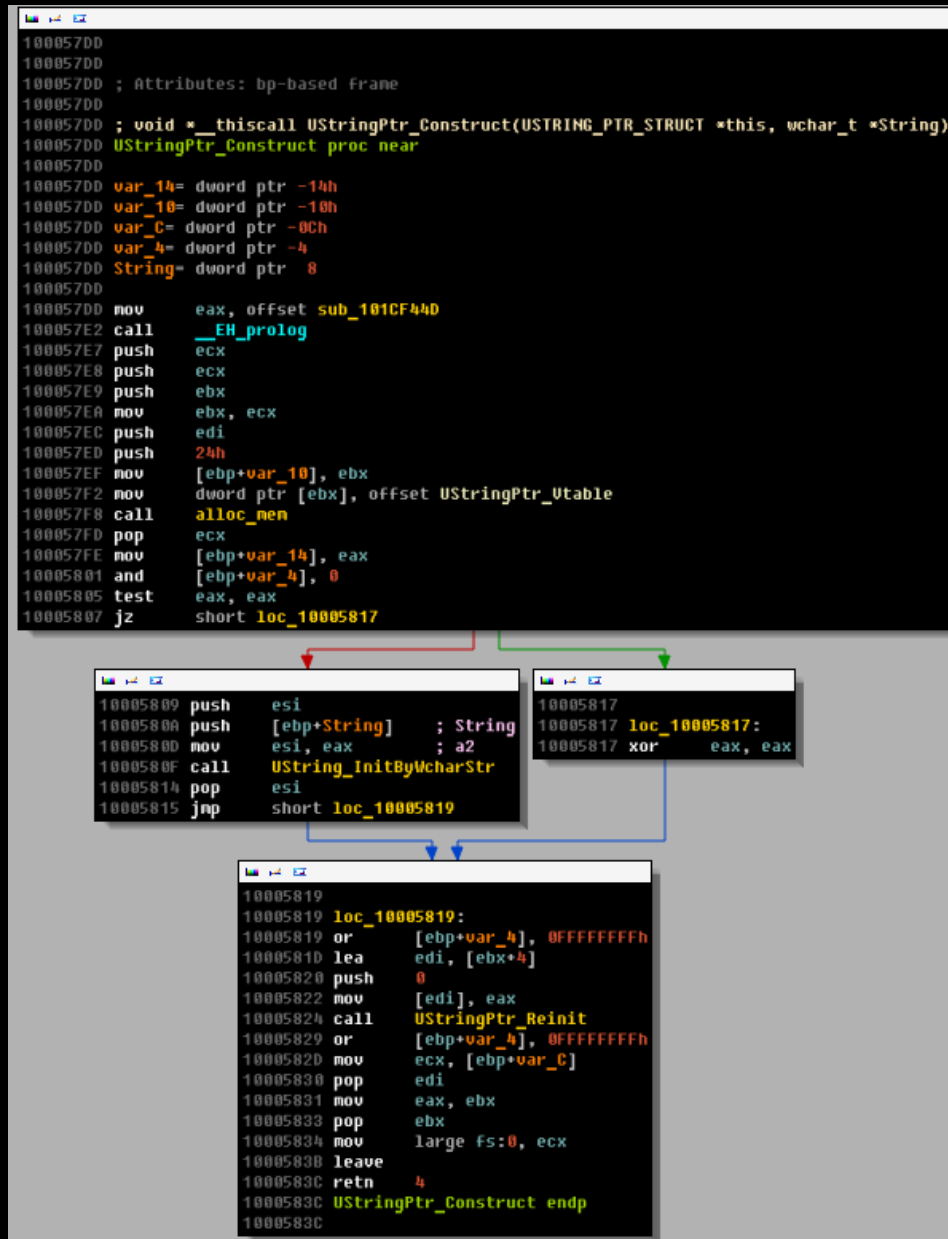 100057DD
100057DD
100057DD ; Attributes: bp-based frame
100057DD
100057DD ; void *__thiscall UStringPtr_Construct(USTRING_PTR_STRUCT *this, wchar_t *String)
100057DD UStringPtr_Construct proc near
100057DD
100057DD var_14= dword ptr -14h
100057DD var_10= dword ptr -10h
100057DD var_C= dword ptr -0Ch
100057DD var_4= dword ptr -4
100057DD String= dword ptr  8
100057DD
100057DD mov     eax, offset sub_101CF44D
100057E2 call    __EH_prolog
100057E7 push    ecx
100057E8 push    ecx
100057E9 push    ebx
100057EA mov     ebx, ecx
100057EC push    edi
100057ED push    24h
100057EF mov     [ebp+var_10], ebx
100057F2 mov     dword ptr [ebx], offset UStringPtr_Vtable
100057F8 call    alloc_mem
100057FD pop     ecx
100057FE mov     [ebp+var_14], eax
10005801 and     [ebp+var_4], 0
10005805 test    eax, eax
10005807 jz      short loc_10005817
10005809 push    esi
1000580A push    [ebp+String]    ; String
1000580D mov     esi, eax        ; a2
1000580F call    UString_InitByWcharStr
10005814 pop     esi
10005815 jmp     short loc_10005819
10005817
10005817 loc_10005817:
10005817 xor     eax, eax
10005819
10005819 loc_10005819:
10005819 or      [ebp+var_4], 0FFFFFFFFh
1000581D lea     edi, [ebx+4]
10005820 push    0
10005822 mov     [edi], eax
10005824 call    UStringPtr_Reinit
10005829 or      [ebp+var_4], 0FFFFFFFFh
1000582D mov     ecx, [ebp+var_C]
10005830 pop     edi
10005831 mov     eax, ebx
10005833 pop     ebx
10005834 mov     large fs:0, ecx
1000583B leave
1000583C retn    4
1000583C UStringPtr_Construct endp
1000583C